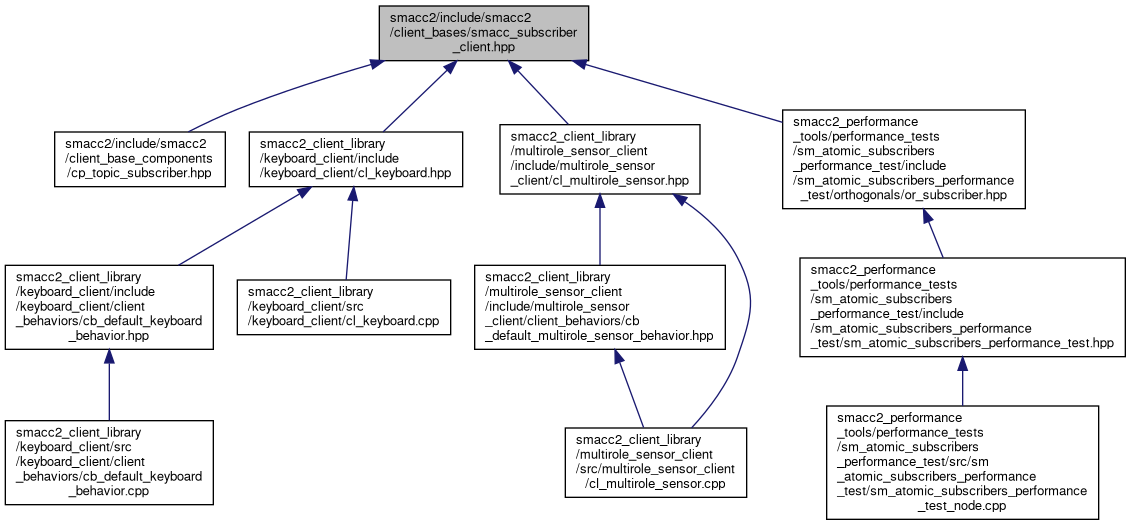 smacc2/include/smacc2
/client_bases/smacc_subscriber
_client.hpp
smacc2/include/smacc2
/client_base_components
/cp_topic_subscriber.hpp
smacc2_client_library
/keyboard_client/include
/keyboard_client/cl_keyboard.hpp
smacc2_client_library
/multirole_sensor_client
/include/multirole_sensor
_client/cl_multirole_sensor.hpp
smacc2_performance
_tools/performance_tests
/sm_atomic_subscribers
_performance_test/include
/sm_atomic_subscribers_performance
_test/orthogonals/or_subscriber.hpp
smacc2_client_library
/keyboard_client/include
/keyboard_client/client
_behaviors/cb_default_keyboard
_behavior.hpp
smacc2_client_library
/keyboard_client/src
/keyboard_client/cl_keyboard.cpp
smacc2_client_library
/multirole_sensor_client
/include/multirole_sensor
_client/client_behaviors/cb
_default_multirole_sensor_behavior.hpp
smacc2_performance
_tools/performance_tests
/sm_atomic_subscribers
_performance_test/include
/sm_atomic_subscribers_performance
_test/sm_atomic_subscribers_performance_test.hpp
smacc2_client_library
/keyboard_client/src
/keyboard_client/client
_behaviors/cb_default_keyboard
_behavior.cpp
smacc2_client_library
/multirole_sensor_client
/src/multirole_sensor_client
/cl_multirole_sensor.cpp
smacc2_performance
_tools/performance_tests
/sm_atomic_subscribers
_performance_test/src/sm
_atomic_subscribers_performance
_test/sm_atomic_subscribers_performance
_test_node.cpp